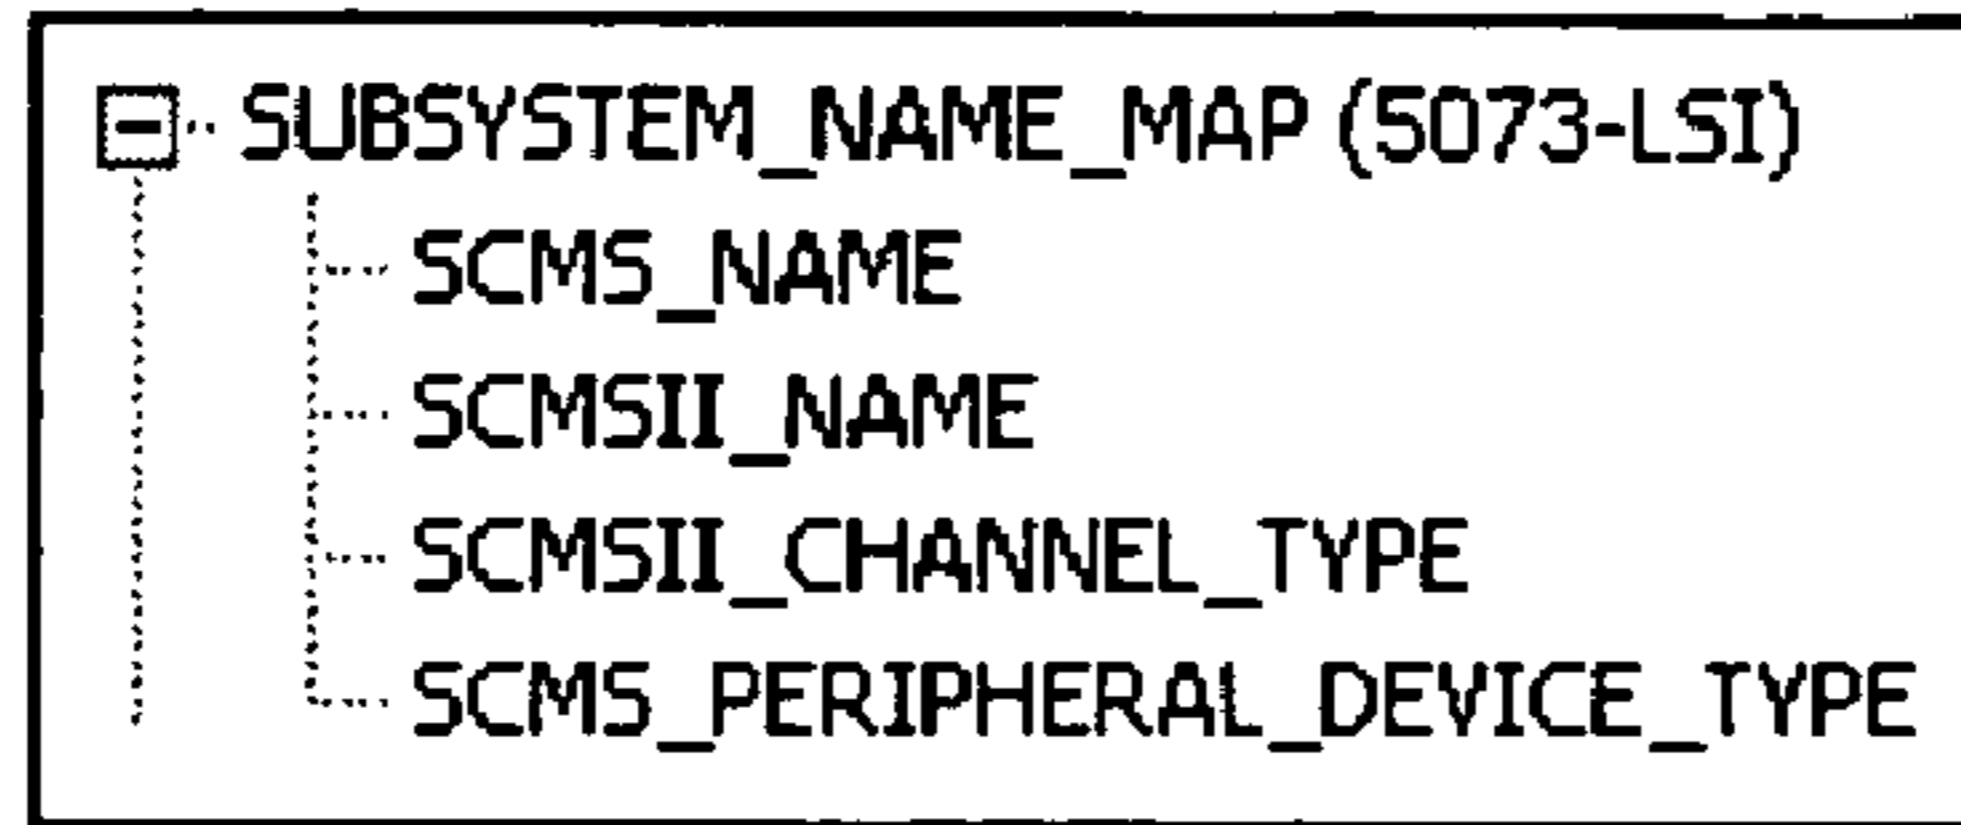 SUBSYSTEM_NAME_MAP (5073-LSI)
SCMS_NAME
SCMSII_NAME
SCMSII_CHANNEL_TYPE
SCMS_PERIPHERAL_DEVICE_TYPE